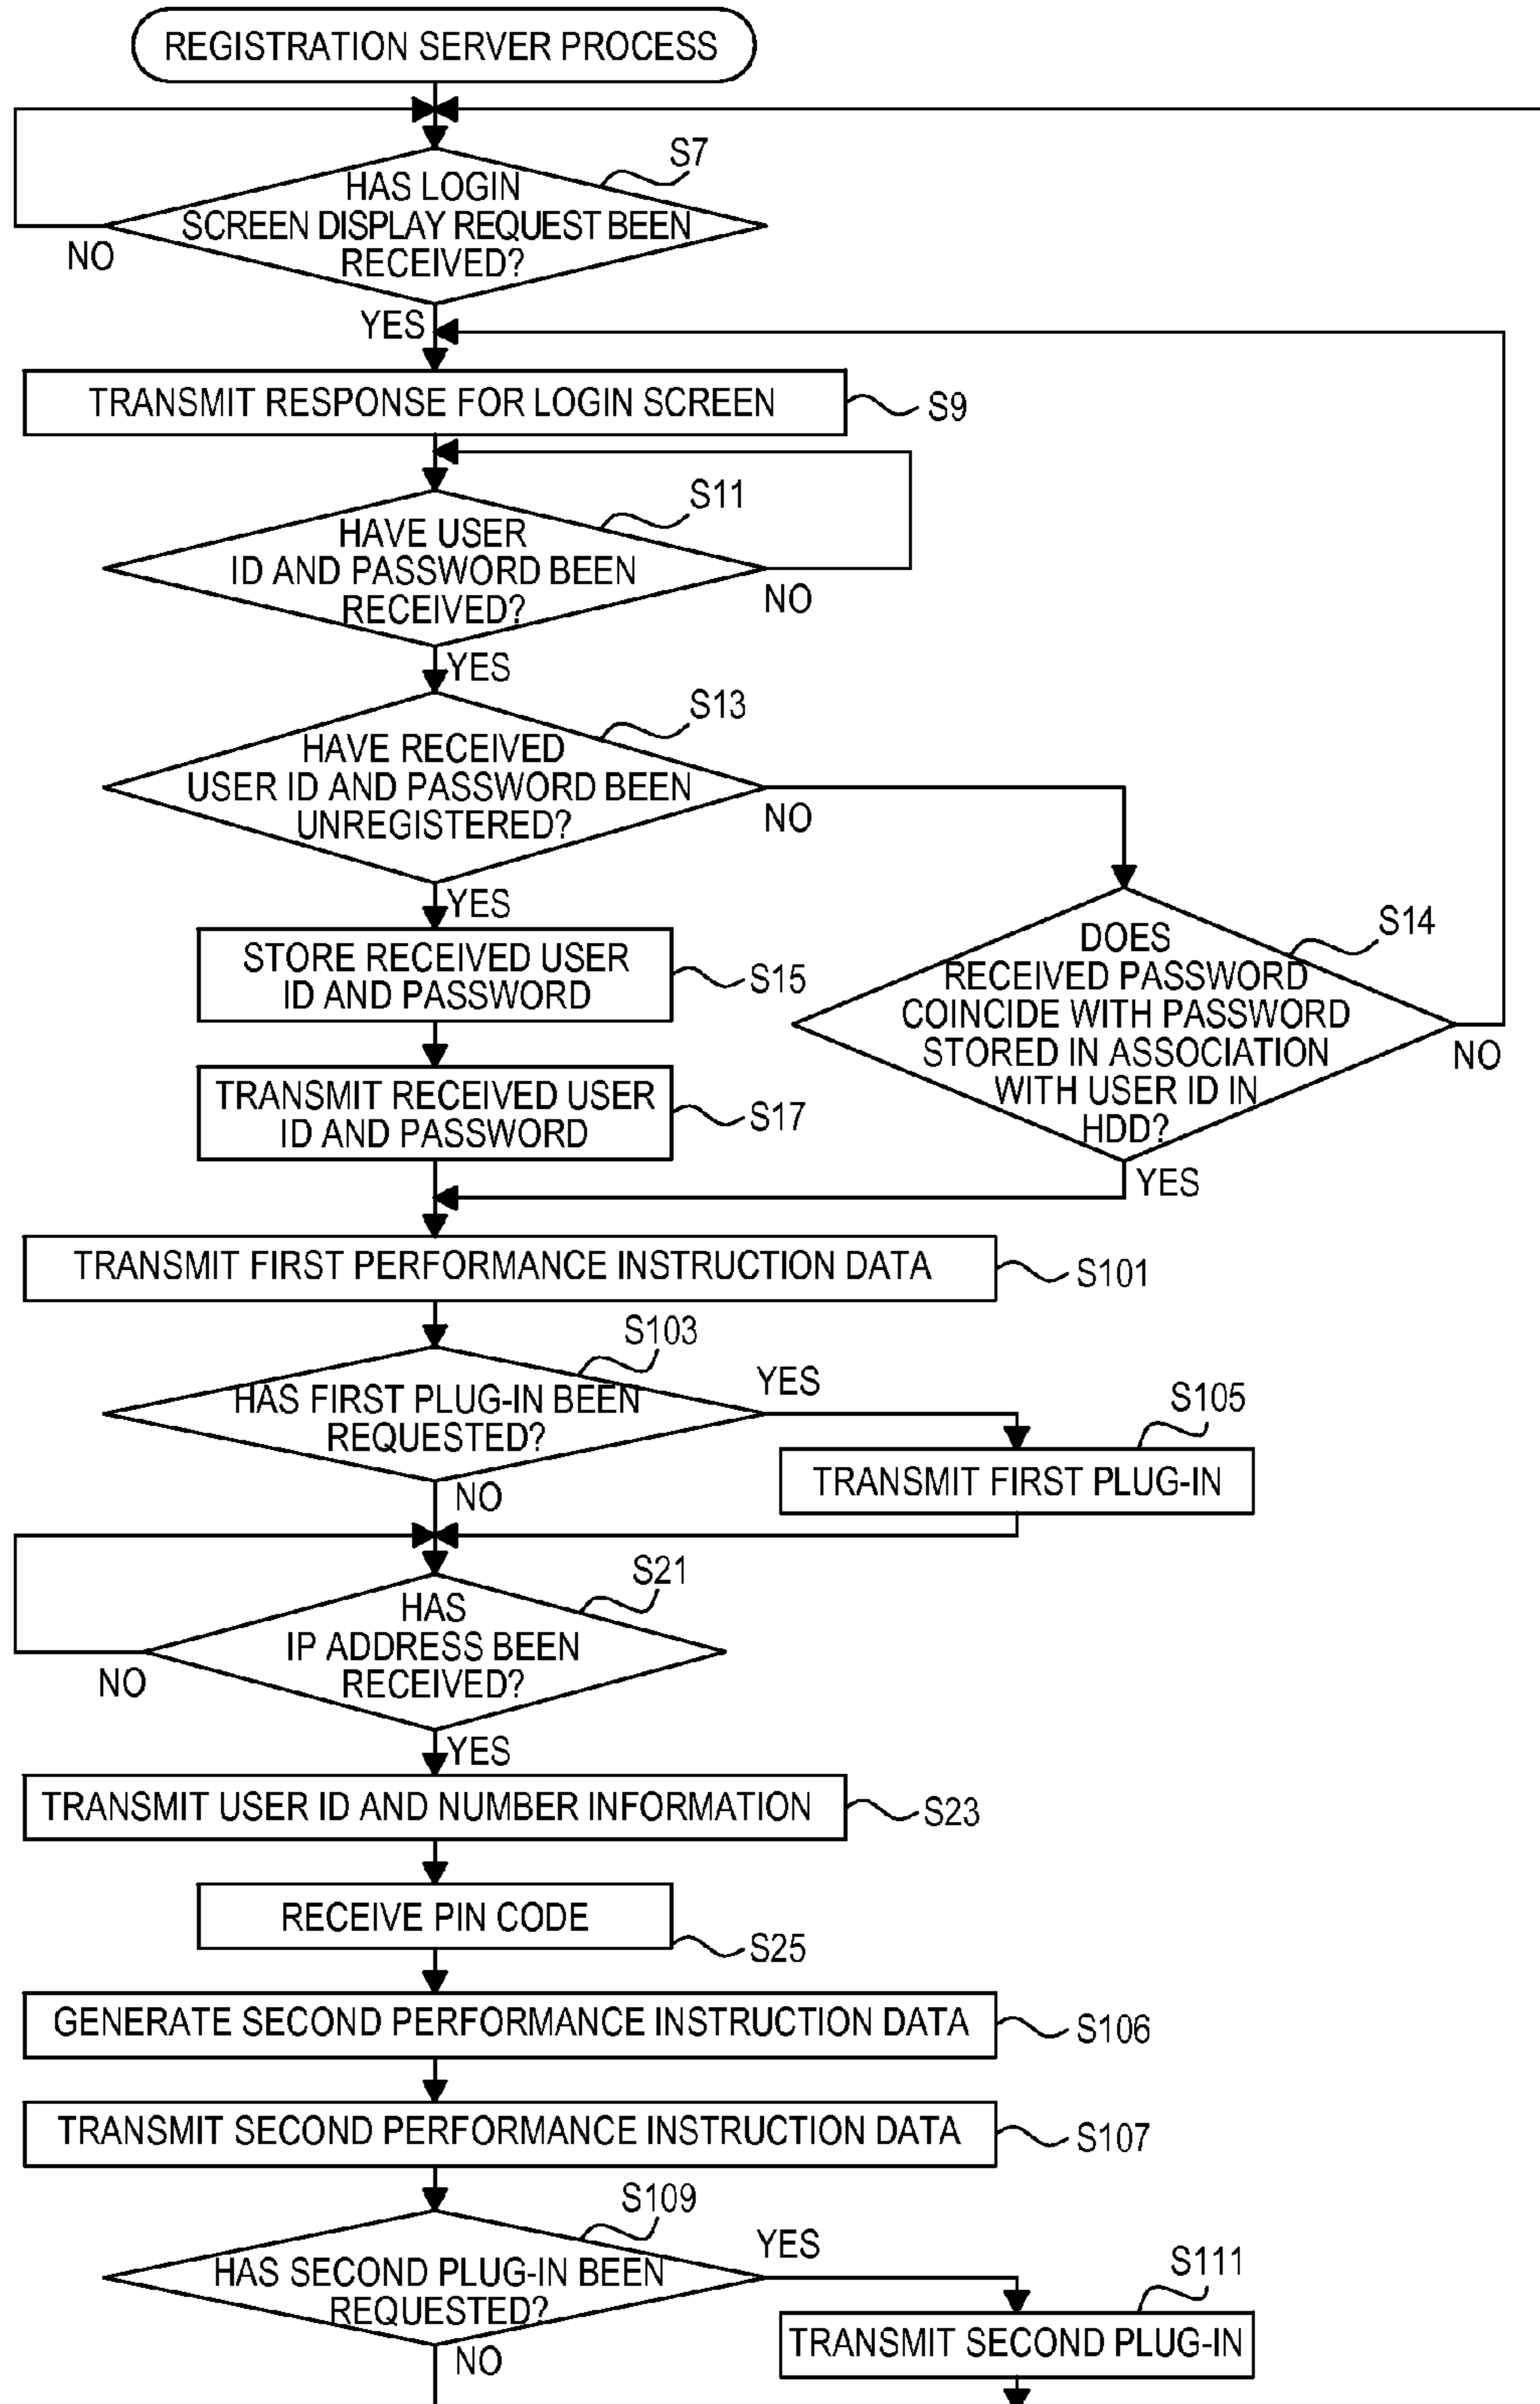 REGISTRATION SERVER PROCESS
S7
HAS LOGIN
SCREEN DISPLAY REQUEST BEEN
RECEIVED?
NO
YES
TRANSMIT RESPONSE FOR LOGIN SCREEN
S9
S11
HAVE USER
ID AND PASSWORD BEEN
RECEIVED?
NO
YES
S13
HAVE RECEIVED
USER ID AND PASSWORD BEEN
UNREGISTERED?
NO
YES
S14
DOES
RECEIVED PASSWORD
COINCIDE WITH PASSWORD
STORED IN ASSOCIATION
WITH USER ID IN
HDD?
NO
YES
STORE RECEIVED USER
ID AND PASSWORD
S15
TRANSMIT RECEIVED USER
ID AND PASSWORD
S17
TRANSMIT FIRST PERFORMANCE INSTRUCTION DATA
S101
S103
HAS FIRST PLUG-IN BEEN
REQUESTED?
YES
NO
S105
TRANSMIT FIRST PLUG-IN
S21
HAS
IP ADDRESS BEEN
RECEIVED?
NO
YES
TRANSMIT USER ID AND NUMBER INFORMATION
S23
RECEIVE PIN CODE
S25
GENERATE SECOND PERFORMANCE INSTRUCTION DATA
S106
TRANSMIT SECOND PERFORMANCE INSTRUCTION DATA
S107
S109
HAS SECOND PLUG-IN BEEN
REQUESTED?
YES
NO
S111
TRANSMIT SECOND PLUG-IN